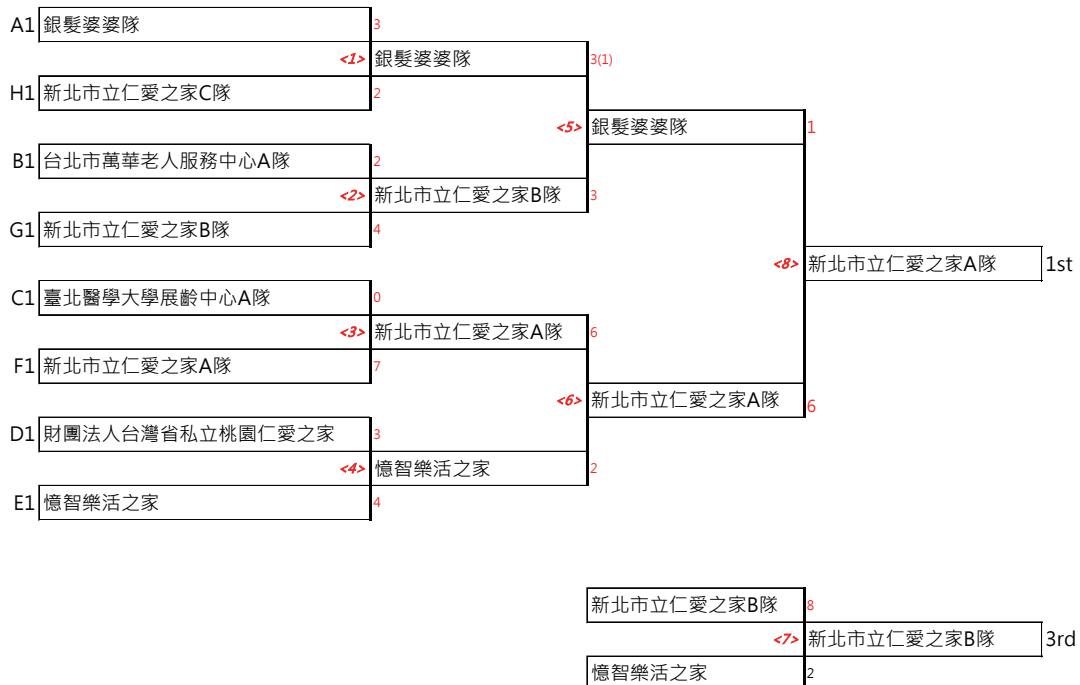 A1 銀髮婆婆隊 3
<1> 銀髮婆婆隊 3(1)
H1 新北市立仁愛之家C隊 2
<5> 銀髮婆婆隊 1
B1 台北市萬華老人服務中心A隊 2
<2> 新北市立仁愛之家B隊 3
G1 新北市立仁愛之家B隊 4
<8> 新北市立仁愛之家A隊 1st
C1 臺北醫學大學展齡中心A隊 0
<3> 新北市立仁愛之家A隊 6
F1 新北市立仁愛之家A隊 7
<6> 新北市立仁愛之家A隊 6
D1 財團法人台灣省私立桃園仁愛之家 3
<4> 憶智樂活之家 2
E1 憶智樂活之家 4
新北市立仁愛之家B隊 8
<7> 新北市立仁愛之家B隊 3rd
憶智樂活之家 2